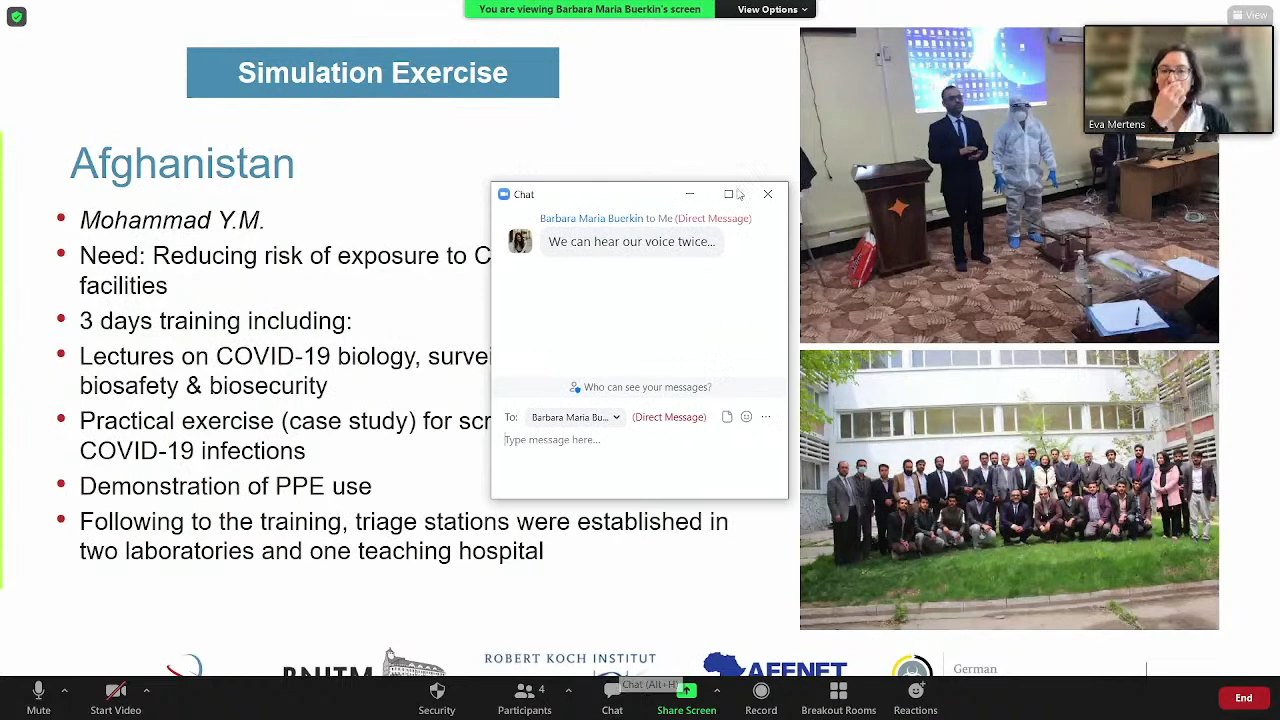 You are viewing Barbara Maria Buerkin's screen
View Options
View
Simulation Exercise
Eva Mertens
Afghanistan
Mohammad Y.M.
Need: Reducing risk of exposure to C
facilities
3 days training including:
Lectures on COVID-19 biology, survei
biosafety & biosecurity
Practical exercise (case study) for scr
COVID-19 infections
Demonstration of PPE use
Following to the training, triage stations were established in
two laboratories and one teaching hospital
Chat
Barbara Maria Buerkin to Me (Direct Message)
We can hear our voice twice...
Who can see your messages?
To: Barbara Maria Bu... (Direct Message)
Type message here...
BNITM
ROBERT KOCH INSTITUT
AFENET
German
Chat (Alt+H)
Mute
Start Video
Security
Participants
4
Chat
Share Screen
Record
Breakout Rooms
Reactions
End